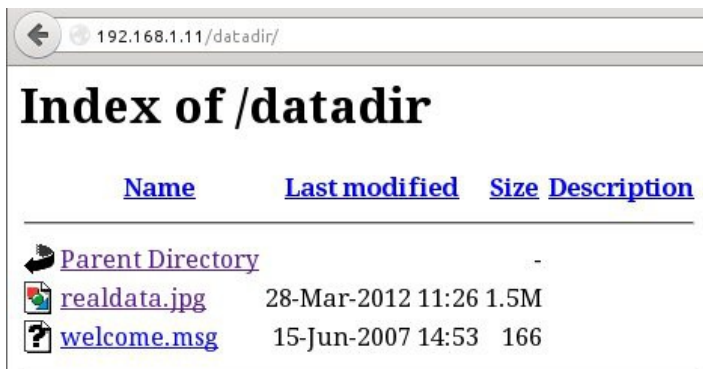 192.168.1.11/datadir/
Index of /datadir
Name Last modified Size Description
Parent Directory -
realdata.jpg 28-Mar-2012 11:26 1.5M
welcome.msg 15-Jun-2007 14:53 166